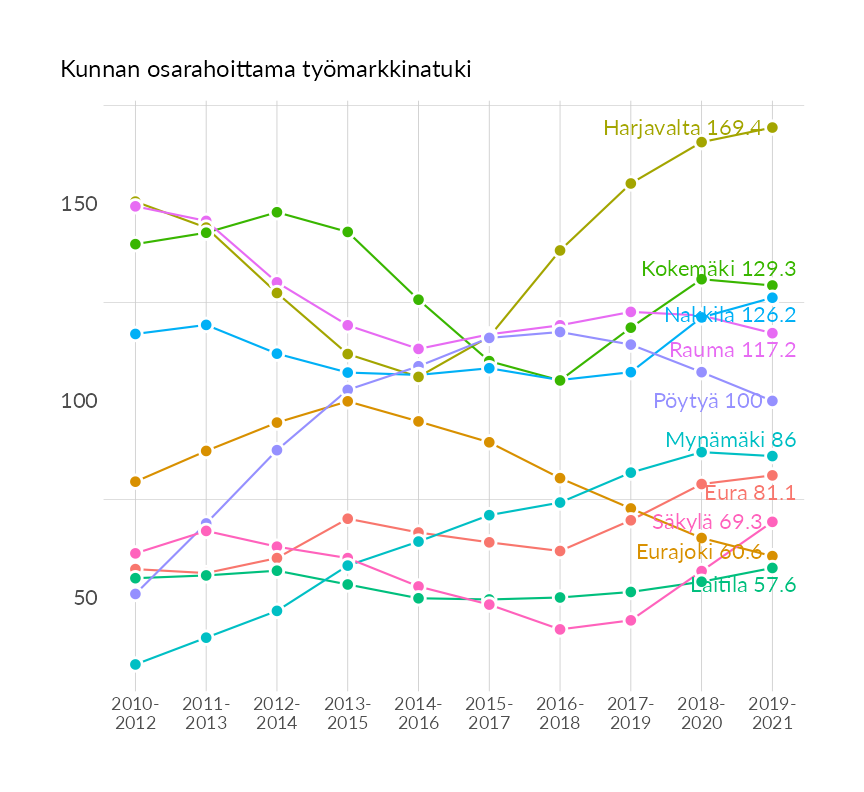 Kunnan osarahoittama työmarkkinatuki
Harjavalta 169.4
150
Kokemäki 129.3
Nakkila 126.2
Rauma 117.2
100
Pöytyä 100
Mynämäki 86
Eura 81.1
Säkylä 69.3
Eurajoki 60.6
Laitila 57.6
50
2010- 2011- 2012- 2013- 2014- 2015- 2016- 2017- 2018- 2019-
2012 2013 2014 2015 2016 2017 2018 2019 2020 2021